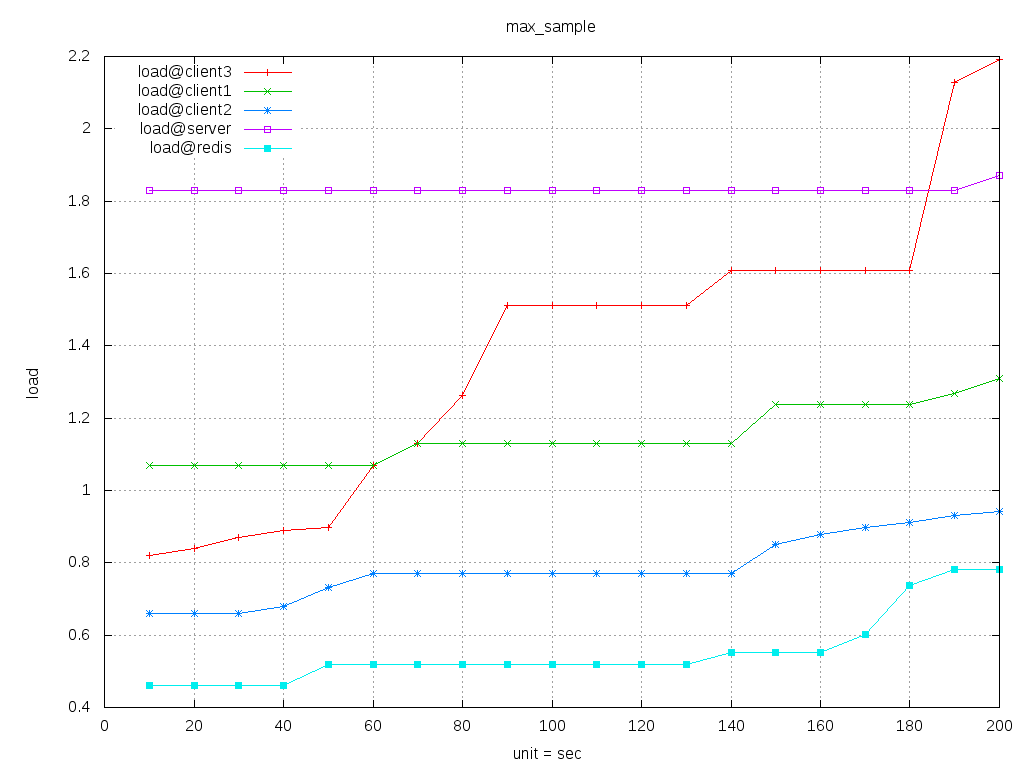 max_sample
load@client3
load@client1
load@client2
load@server
load@redis
2.2
2
1.8
1.6
1.4
1.2
1
0.8
0.6
0.4
load
0 20 40 60 80 100 120 140 160 180 200
unit = sec